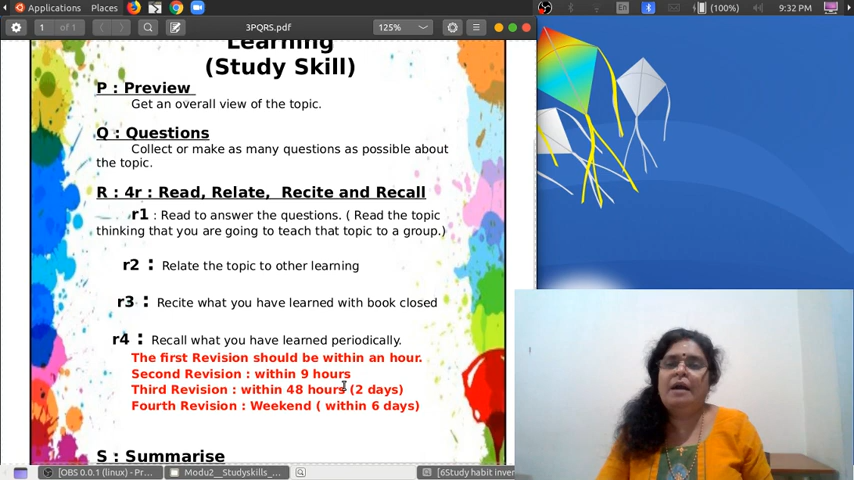 Ubuntu Applications Places
En
(100%)
9:32 PM
1 of 1
3PQRS.pdf
125%
Learning
(Study Skill)
P : Preview
Get an overall view of the topic.
Q : Questions
Collect or make as many questions as possible about
the topic.
R : 4r : Read, Relate, Recite and Recall
r1 : Read to answer the questions. ( Read the topic
thinking that you are going to teach that topic to a group.)
r2 : Relate the topic to other learning
r3 : Recite what you have learned with book closed
r4 : Recall what you have learned periodically.
The first Revision should be within an hour.
Second Revision : within 9 hours
Third Revision : within 48 hours (2 days)
Fourth Revision : Weekend ( within 6 days)
S : Summarise
[OBS 0.0.1 (linux) - Pr...
Modu2__Studyskills_...
[6Study habit inver